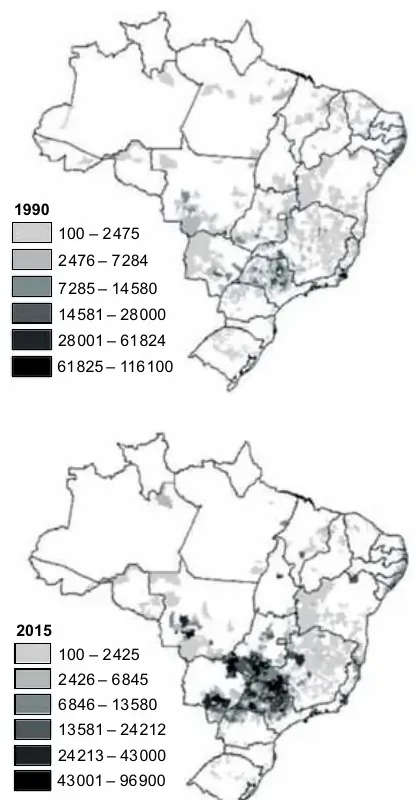 1990
100 – 2475
2476 – 7284
7285 – 14580
14581 – 28000
28001 – 61824
61825 – 116100
2015
100 – 2425
2426 – 6845
6846 – 13580
13581 – 24212
24213 – 43000
43001 – 96900